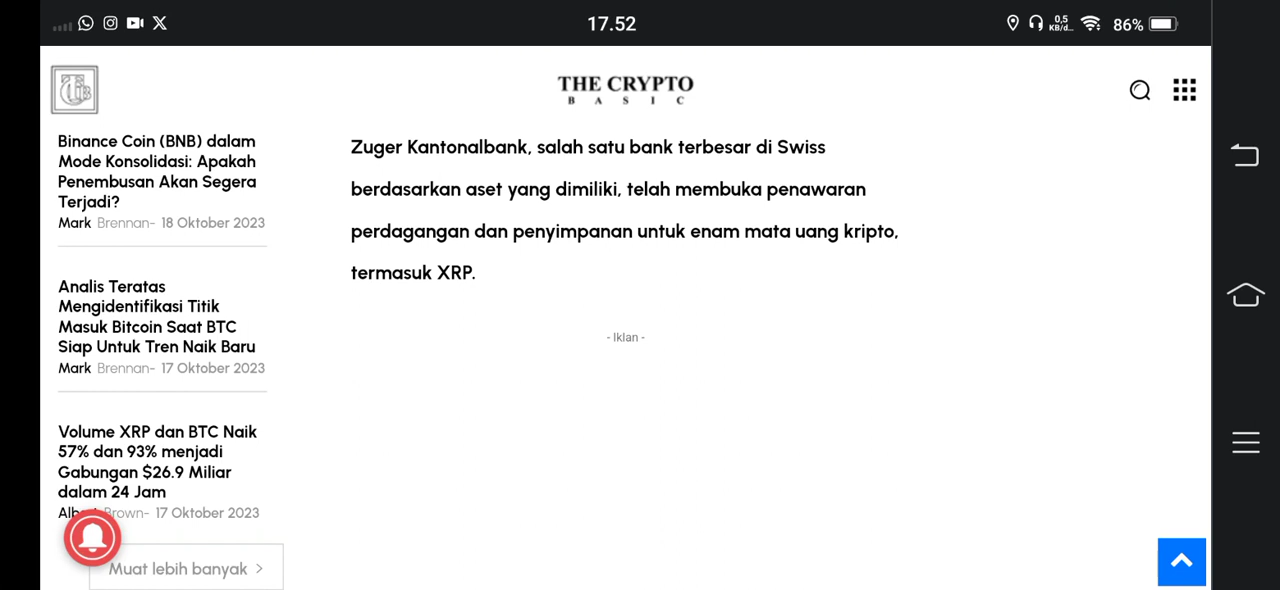 17.52
0,5
KB/d...
86%
THE CRYPTO
BASIC
Binance Coin (BNB) dalam
Mode Konsolidasi: Apakah
Penembusan Akan Segera
Terjadi?
Mark Brennan- 18 Oktober 2023
Analis Teratas
Mengidentifikasi Titik
Masuk Bitcoin Saat BTC
Siap Untuk Tren Naik Baru
Mark Brennan- 17 Oktober 2023
Volume XRP dan BTC Naik
57% dan 93% menjadi
Gabungan $26.9 Miliar
dalam 24 Jam
Brown- 17 Oktober 2023
Muat lebih banyak >
Zuger Kantonalbank, salah satu bank terbesar di Swiss
berdasarkan aset yang dimiliki, telah membuka penawaran
perdagangan dan penyimpanan untuk enam mata uang kripto,
termasuk XRP.
- Iklan -